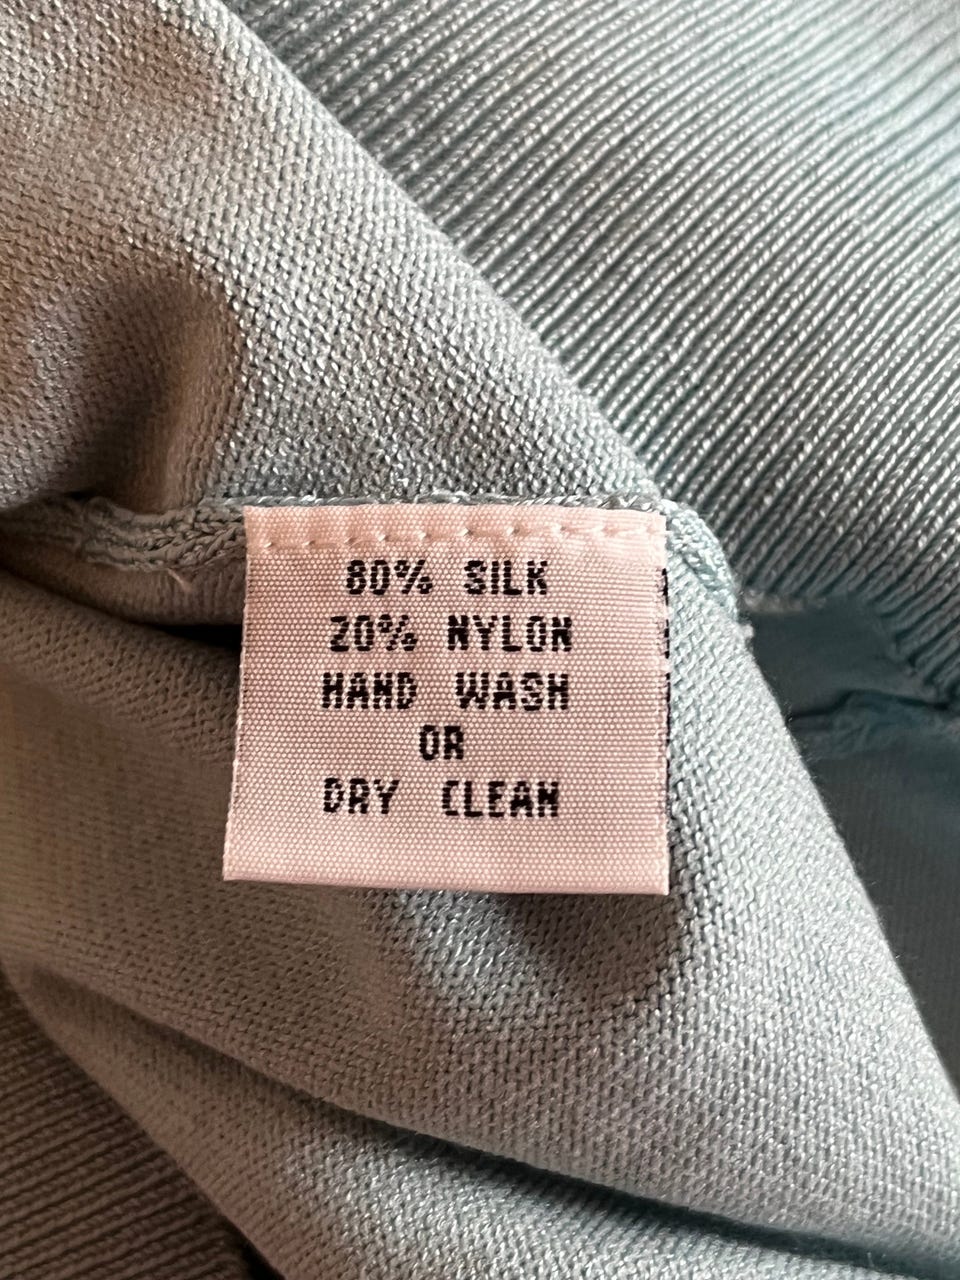 80% SILK
20% NYLON
HAND WASH
OR
DRY CLEAN